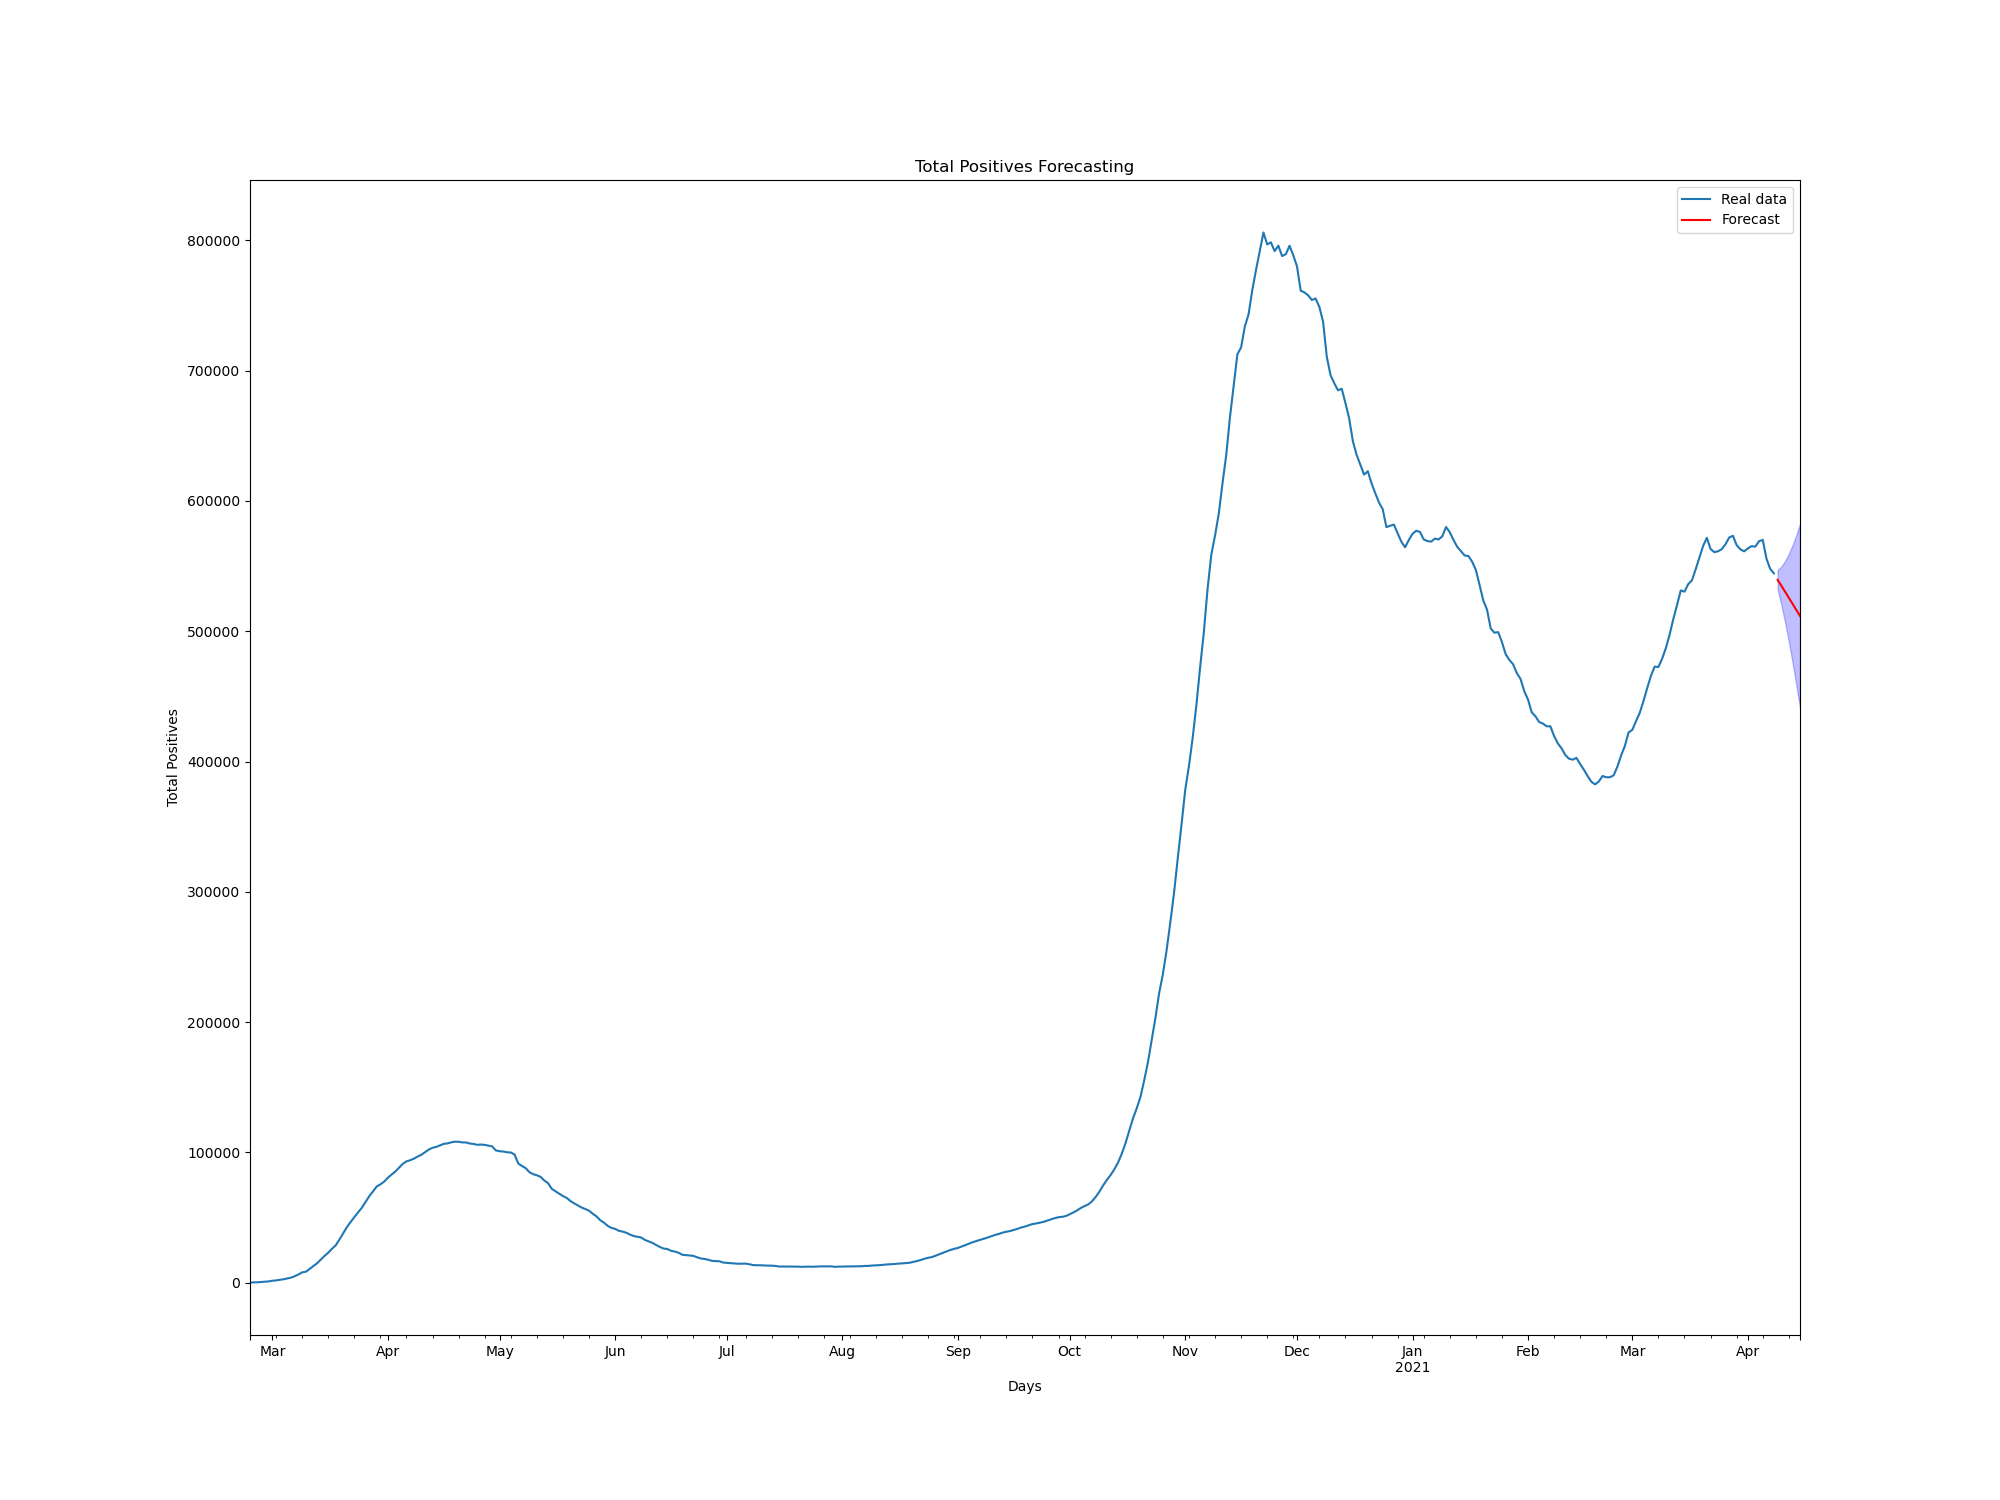 Total Positives Forecasting
Real data
Forecast
800000
700000
600000
500000
400000
300000
200000
100000
0
Total Positives
Mar Apr May Jun Jul Aug Sep Oct Nov Dec Jan Feb Mar Apr
2021
Days